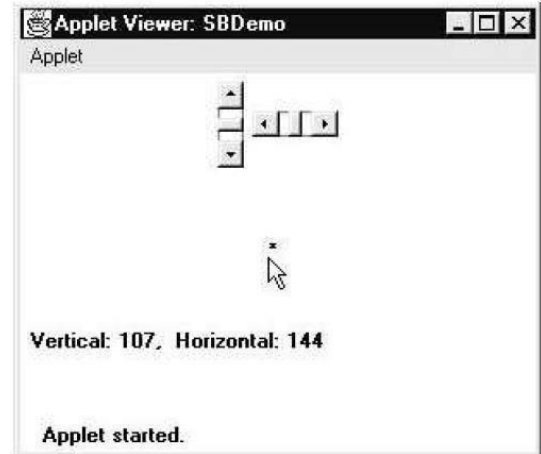 Applet Viewer: SBDemo
Applet
*
Vertical: 107, Horizontal: 144
Applet started.